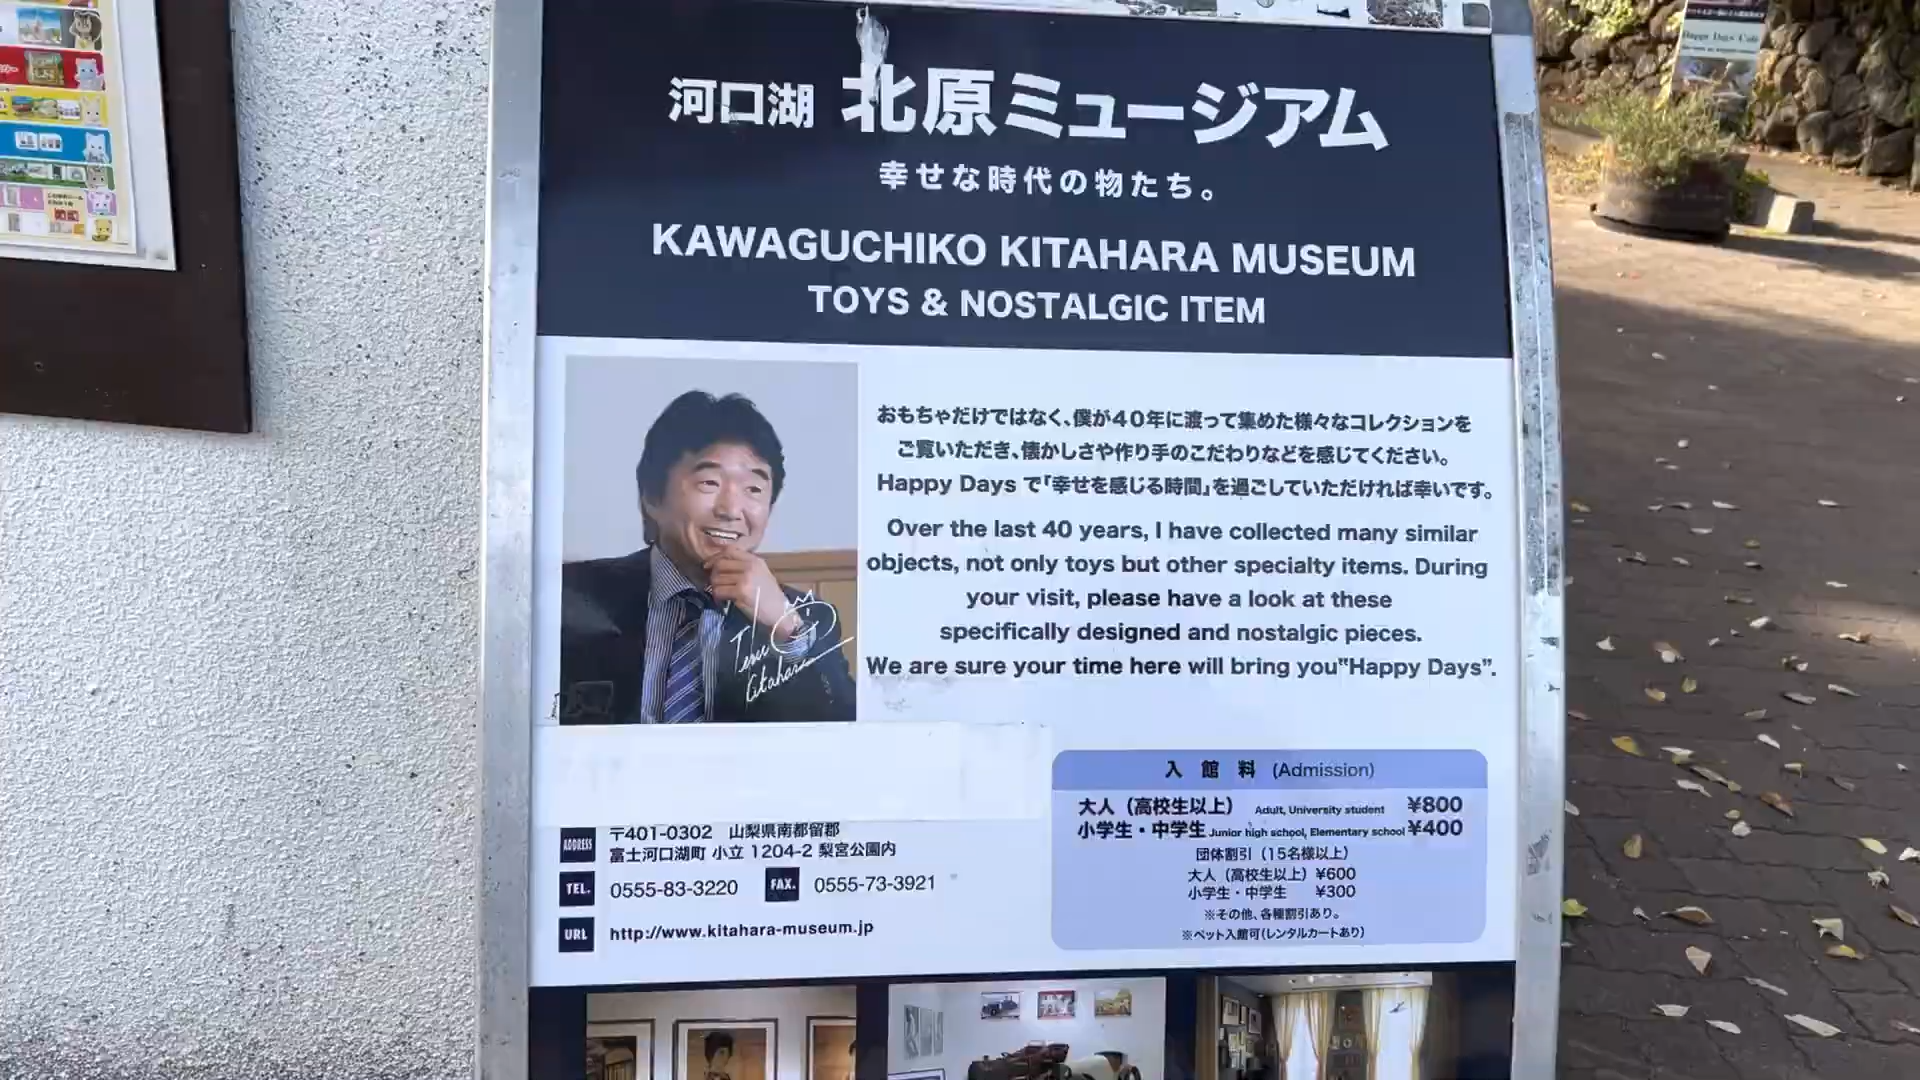 河口湖 北原ミュージアム
幸せな時代の物たち。
KAWAGUCHIKO KITAHARA MUSEUM
TOYS & NOSTALGIC ITEM
おもちゃだけではなく、僕が40年に渡って集めた様々なコレクションを
ご覧いただき、懐かしさや作り手のこだわりなどを感じてください。
Happy Days で「幸せを感じる時間」を過ごしていただければ幸いです。
Over the last 40 years, I have collected many similar
objects, not only toys but other specialty items. During
your visit, please have a look at these
specifically designed and nostalgic pieces.
We are sure your time here will bring you"Happy Days".
Teru
Kitahara
入館料 (Admission)
大人（高校生以上） Adult, University student ¥800
小学生・中学生 Junior high school, Elementary school ¥400
団体割引（15名様以上）
大人（高校生以上）¥600
小学生・中学生 ¥300
※その他、各種割引あり。
※ペット入館可（レンタルカートあり）
ADDRESS 〒401-0302 山梨県南都留郡
富士河口湖町 小立 1204-2 梨宮公園内
TEL. 0555-83-3220 FAX. 0555-73-3921
URL http://www.kitahara-museum.jp
Happy Days Café